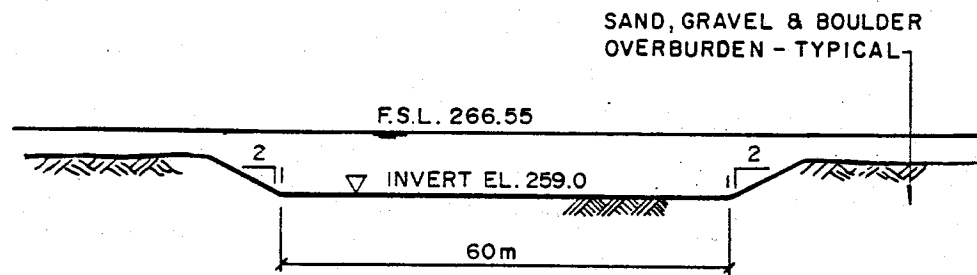 SAND, GRAVEL & BOULDER
OVERBURDEN - TYPICAL
F.S.L. 266.55
2
2
1
1
INVERT EL. 259.0
60m